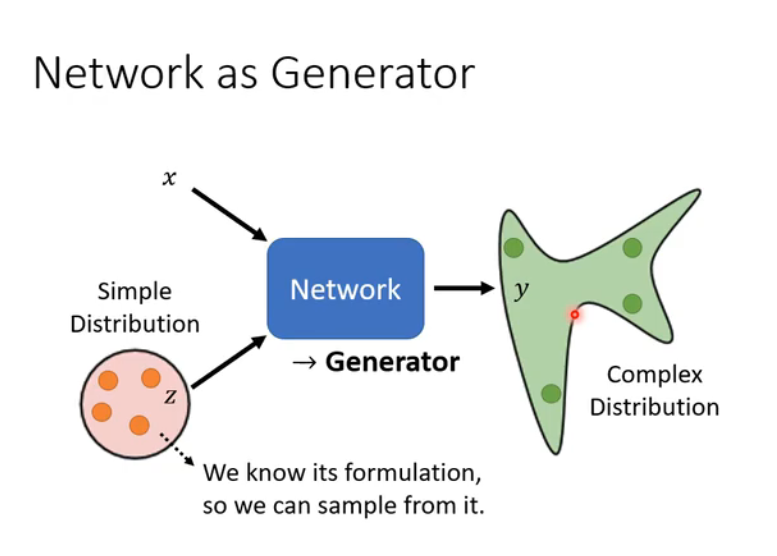 Network as Generator
x
Simple
Distribution
z
Network
→ Generator
y
Complex
Distribution
We know its formulation,
so we can sample from it.